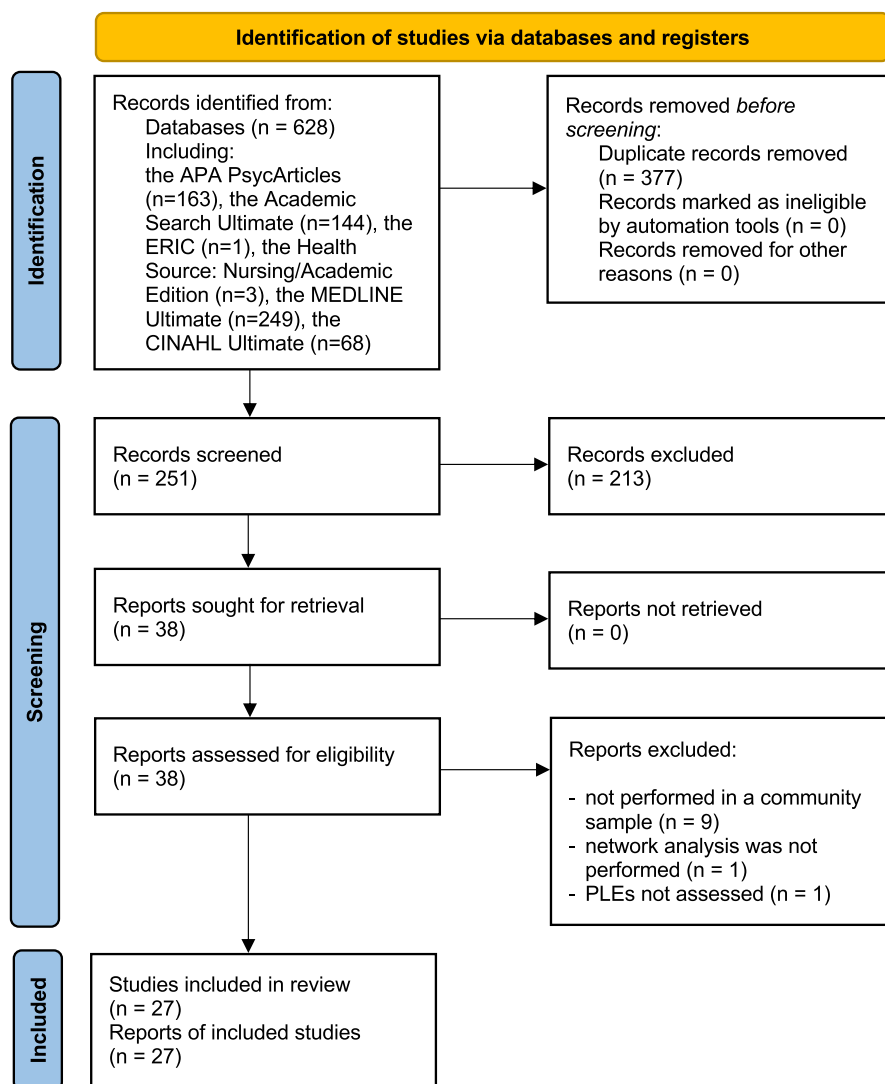 Identification of studies via databases and registers
Identification
Records identified from:
Databases (n = 628)
Including:
the APA PsycArticles
(n=163), the Academic
Search Ultimate (n=144), the
ERIC (n=1), the Health
Source: Nursing/Academic
Edition (n=3), the MEDLINE
Ultimate (n=249), the
CINAHL Ultimate (n=68)
Records removed before
screening:
Duplicate records removed
(n = 377)
Records marked as ineligible
by automation tools (n = 0)
Records removed for other
reasons (n = 0)
Screening
Records screened
(n = 251)
Records excluded
(n = 213)
Reports sought for retrieval
(n = 38)
Reports not retrieved
(n = 0)
Reports assessed for eligibility
(n = 38)
Reports excluded:
- not performed in a community
sample (n = 9)
- network analysis was not
performed (n = 1)
- PLEs not assessed (n = 1)
Included
Studies included in review
(n = 27)
Reports of included studies
(n = 27)